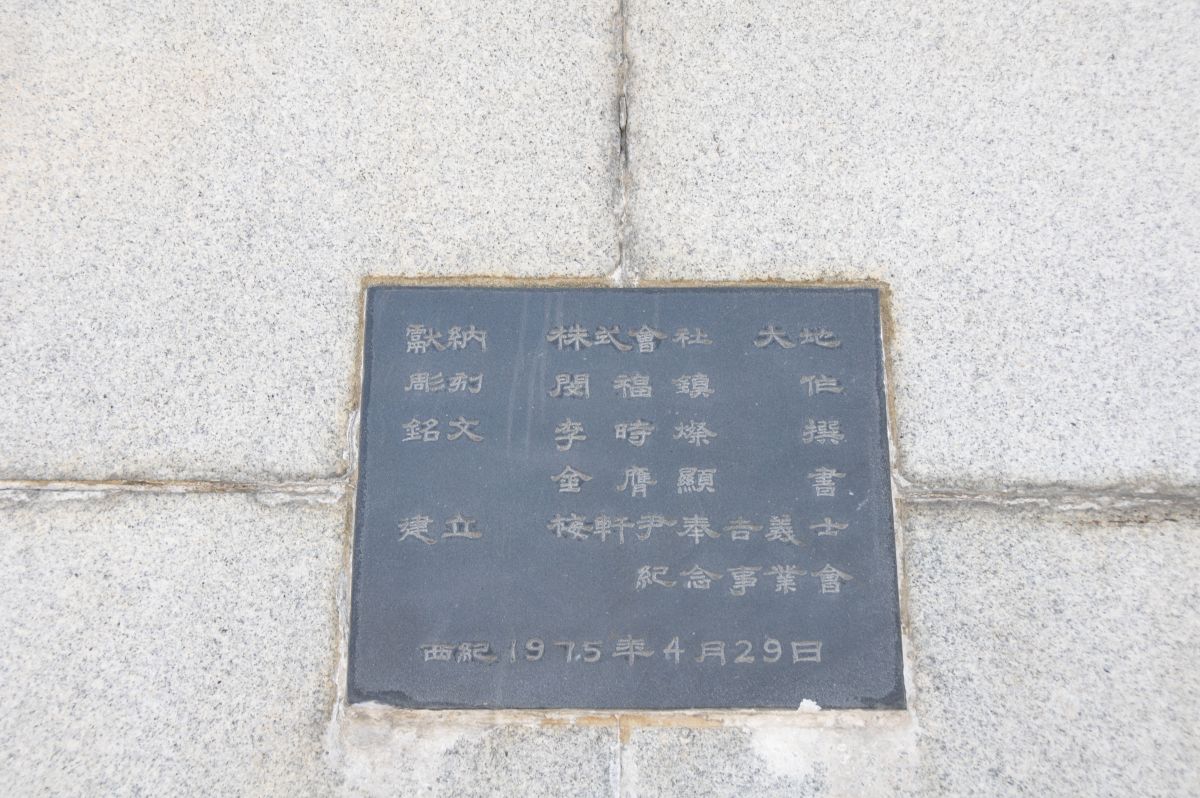 獻納 株式會社 大地
彫刻 閔福鎮 作
銘文 李時燦 撰
金膺顯 書
建立 梅軒尹奉吉義士
紀念事業會
西紀1975年4月29日